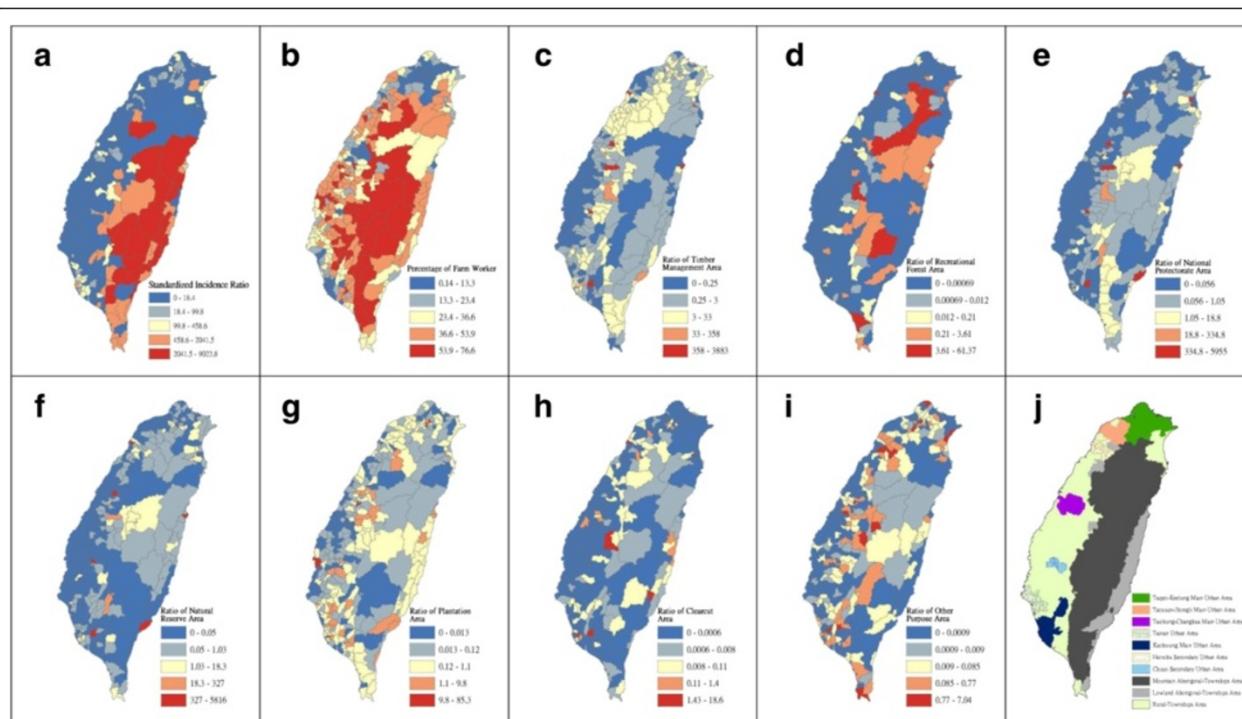 a
b
c
d
e
Standardized Incidence Ratio
0 - 18.4
18.4 - 99.8
99.8 - 458.6
458.6 - 2041.5
2041.5 - 9023.8
Percentage of Farm Worker
0.14 - 13.3
13.3 - 23.4
23.4 - 36.6
36.6 - 53.9
53.9 - 76.6
Ratio of Timber
Management Area
0 - 0.25
0.25 - 3
3 - 33
33 - 358
358 - 3883
Ratio of Recreational
Forest Area
0 - 0.00069
0.00069 - 0.012
0.012 - 0.21
0.21 - 3.61
3.61 - 61.37
Ratio of National
Protectorate Area
0 - 0.056
0.056 - 1.05
1.05 - 18.8
18.8 - 334.8
334.8 - 5955
f
g
h
i
j
Ratio of Natural
Reserve Area
0 - 0.05
0.05 - 1.03
1.03 - 18.3
18.3 - 327
327 - 5816
Ratio of Plantation
Area
0 - 0.013
0.013 - 0.12
0.12 - 1.1
1.1 - 9.8
9.8 - 85.3
Ratio of Clearcut
Area
0 - 0.0006
0.0006 - 0.008
0.008 - 0.11
0.11 - 1.4
1.43 - 18.6
Ratio of Other
Purpose Area
0 - 0.0009
0.0009 - 0.009
0.009 - 0.085
0.085 - 0.77
0.77 - 7.04
Taipei-Keelung Main Urban Area
Main Urban Area
Taichung-Changhua Main Urban Area
Tainan Urban Area
Kaohsiung Main Urban Area
Hsinchu Secondary Urban Area
Secondary Urban Area
Mountain Aboriginal-Townships Area
Lowland Aboriginal-Townships Area
Rural-Townships Area